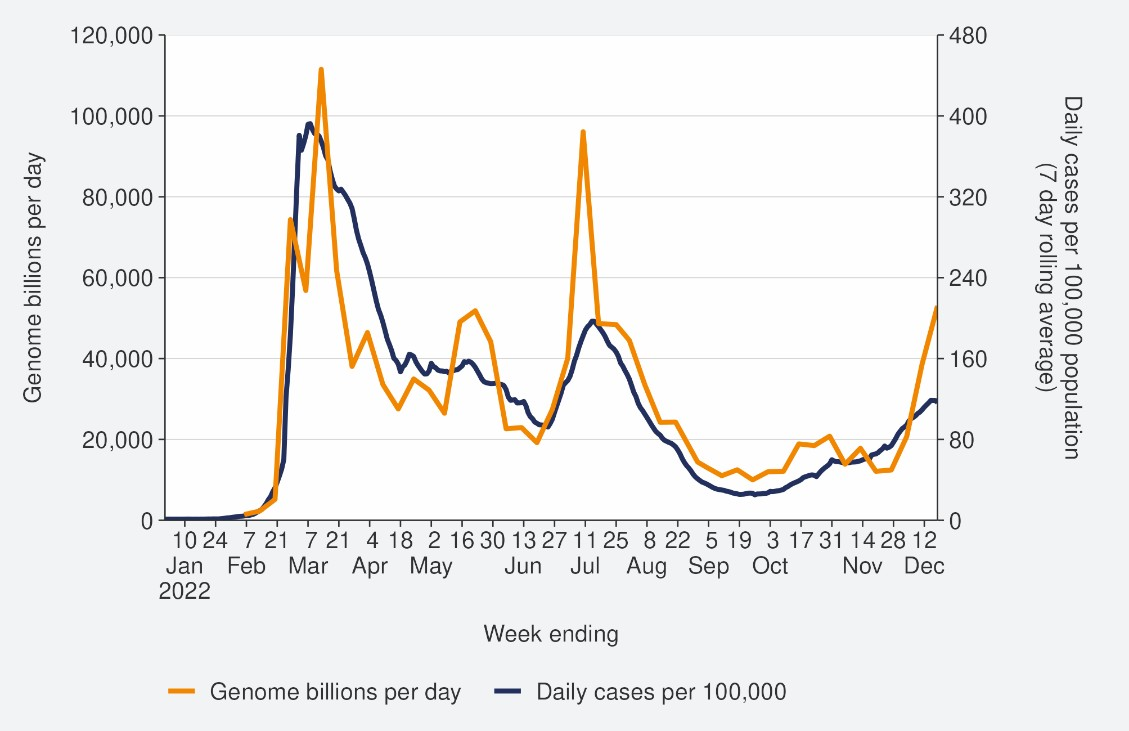 120,000
100,000
80,000
60,000
40,000
20,000
0
Genome billions per day
480
400
320
240
160
80
0
Daily cases per 100,000 population
(7 day rolling average)
10 24 7 21 7 21 4 18 2 16 30 13 27 11 25 8 22 5 19 3 17 31 14 28 12
Jan Feb Mar Apr May Jun Jul Aug Sep Oct Nov Dec
2022
Week ending
Genome billions per day Daily cases per 100,000